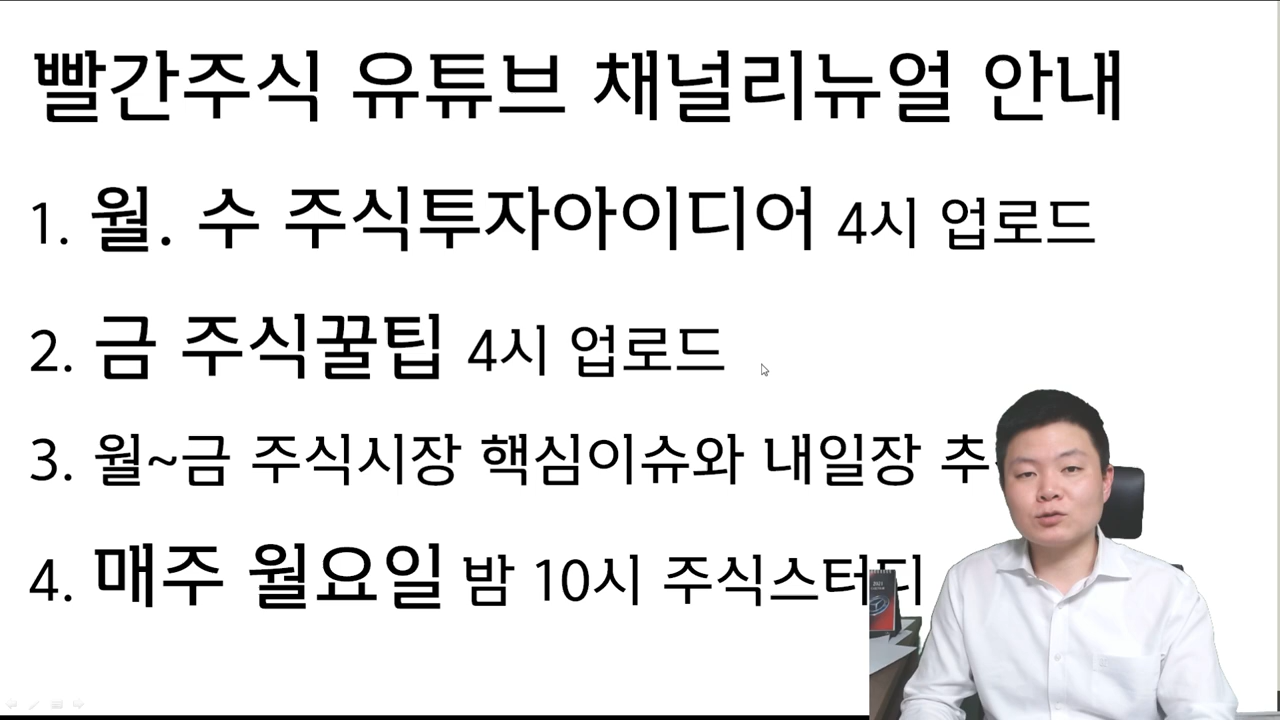 빨간주식 유튜브 채널리뉴얼 안내
1. 월. 수 주식투자아이디어 4시 업로드
2. 금 주식꿀팁 4시 업로드
3. 월~금 주식시장 핵심이슈와 내일장
4. 매주 월요일 밤 10시 주식스터디
2021